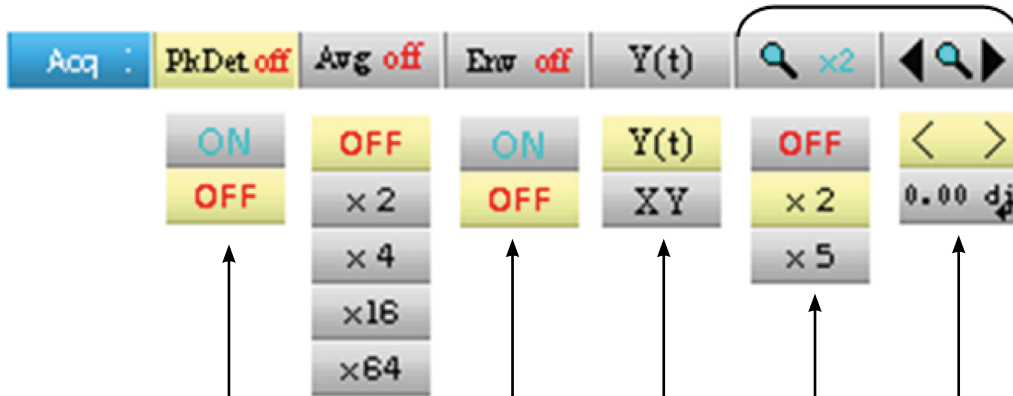 Acq : PkDet off Avg off Env off Y(t) x2
ON OFF ON Y(t) OFF < >
OFF ×2 OFF XY ×2 0.00
×4 ×5
×16
×64